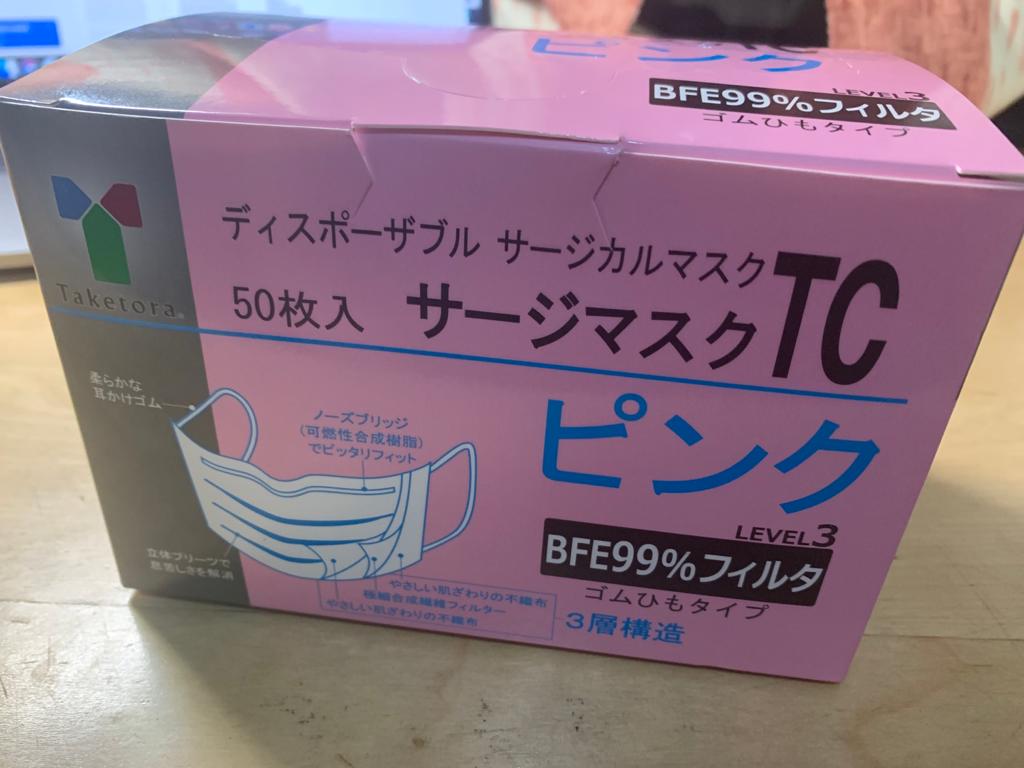 ピンク
LEVEL 3
BFE99%フィルタ
ゴムひもタイプ
Taketora
ディスポーザブル サージカルマスク
50枚入 サージマスクTC
ピンク
LEVEL3
BFE99%フィルタ
ゴムひもタイプ
柔らかな
耳かけゴム
ノーズブリッジ
(可燃性合成樹脂)
でピッタリフィット
立体プリーツで
息苦しさを解消
やさしい肌ざわりの不織布
極細合成繊維フィルター
やさしい肌ざわりの不織布
3層構造